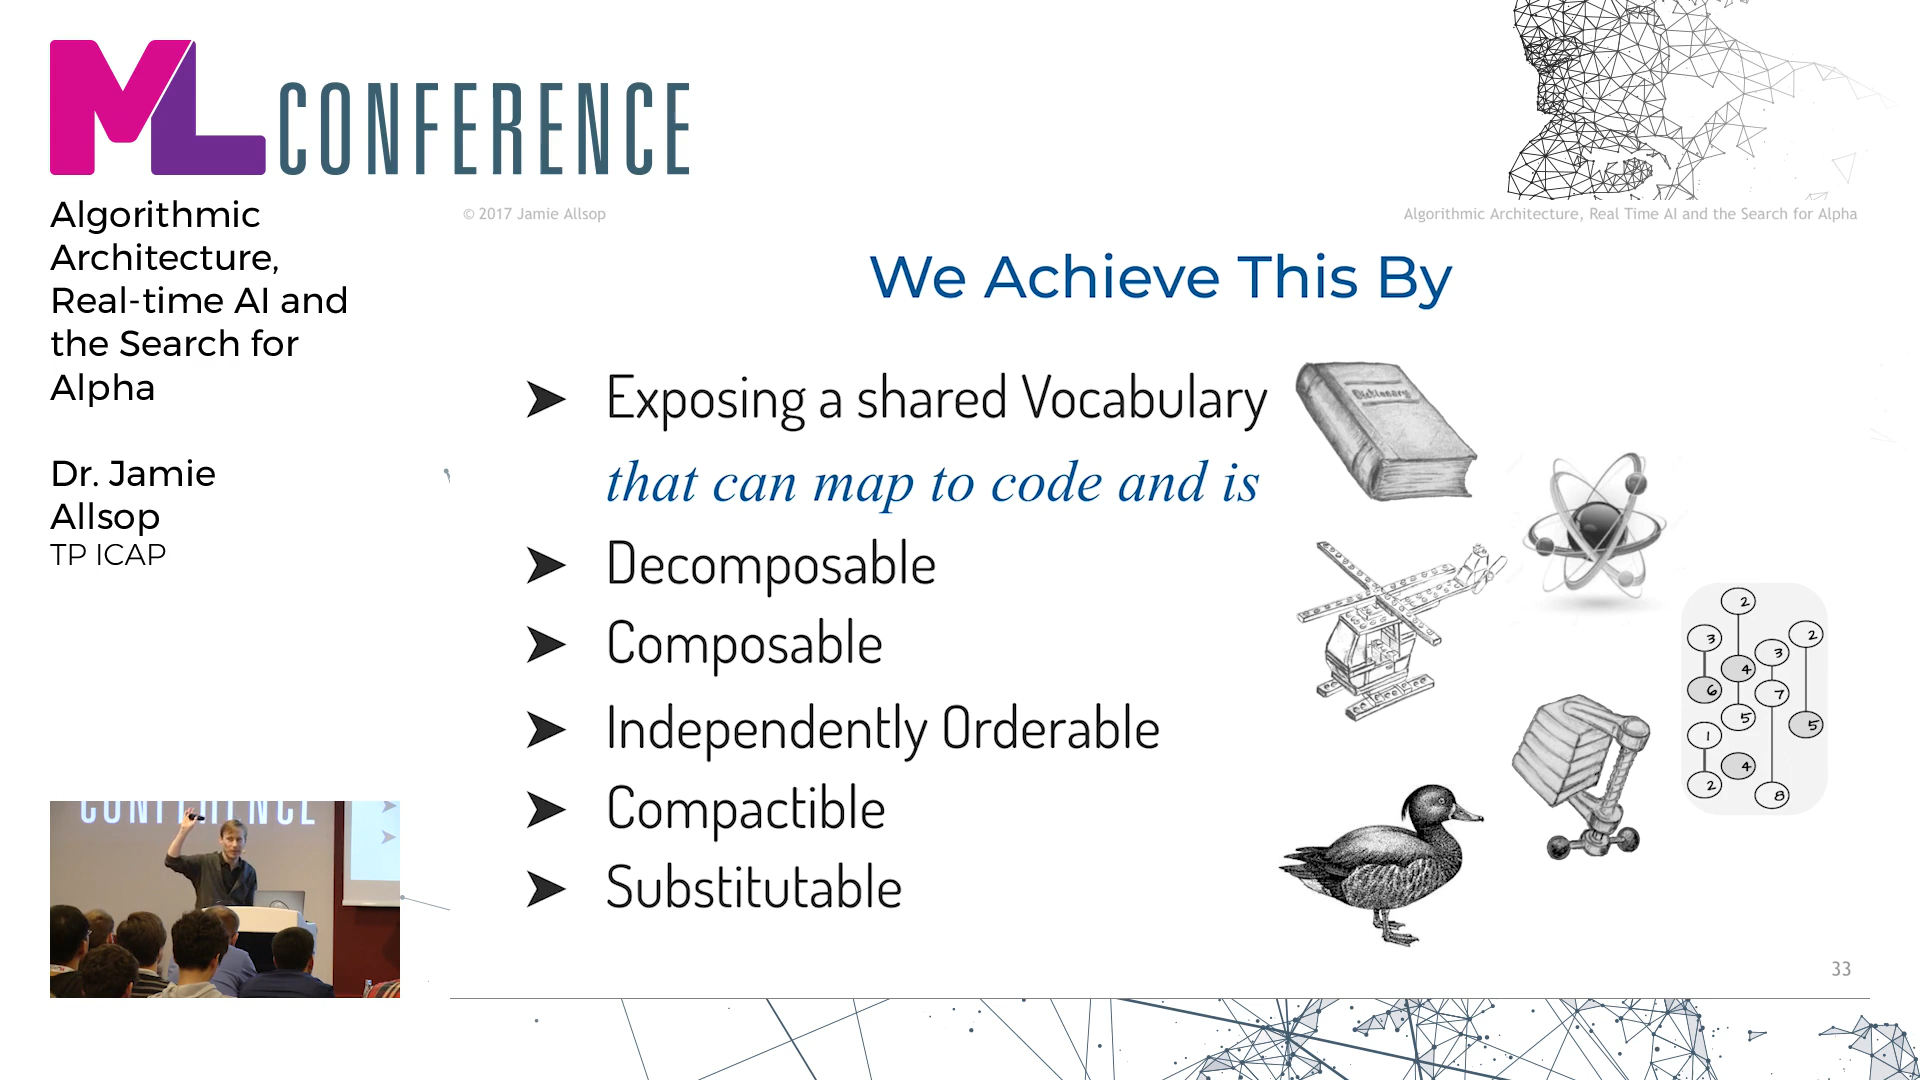 ML CONFERENCE
Algorithmic
Architecture,
Real-time AI and
the Search for
Alpha
Dr. Jamie
Allsop
TP ICAP
CONFERENCE
© 2017 Jamie Allsop
Algorithmic Architecture, Real Time AI and the Search for Alpha
We Achieve This By
➤ Exposing a shared Vocabulary
that can map to code and is
➤ Decomposable
➤ Composable
➤ Independently Orderable
➤ Compactible
➤ Substitutable
Dictionary
2
3
2
3
4
6
7
5
5
1
4
2
8
33